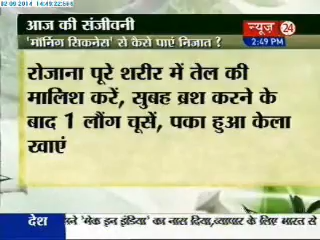 02 09 2014 14:49:22:556
आज की संजीवनी
न्यूज़ 24
'मॉर्निंग सिकनेस' से कैसे पाएं निजात ?
2:49 PM
रोजाना पूरे शरीर में तेल की
मालिश करें, सुबह ब्रश करने के
बाद 1 लौंग चूसें, पका हुआ केला
खाएं
देश
'मेक इन इंडिया' का नारा दिया,व्यापार के लिए भारत से